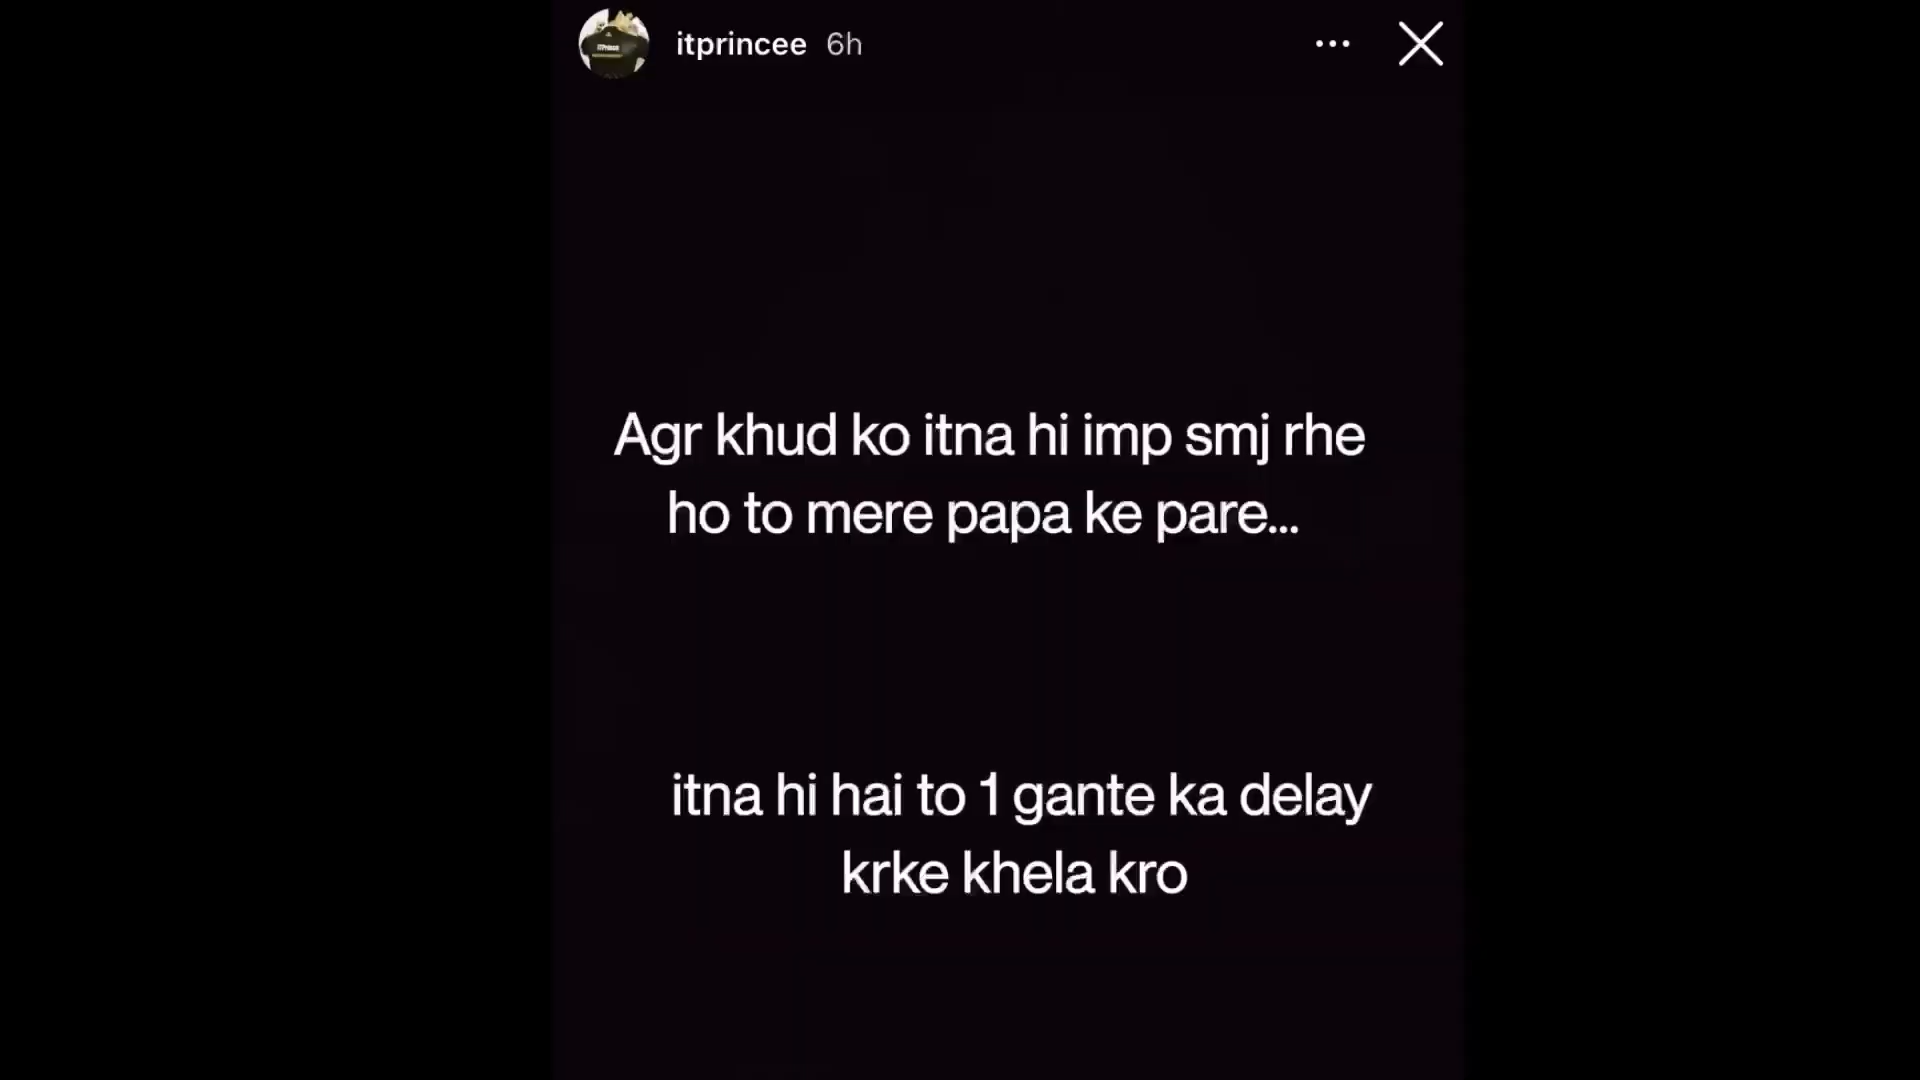 itprincee 6h
Agr khud ko itna hi imp smj rhe
ho to mere papa ke pare...
itna hi hai to 1 gante ka delay
krke khela kro